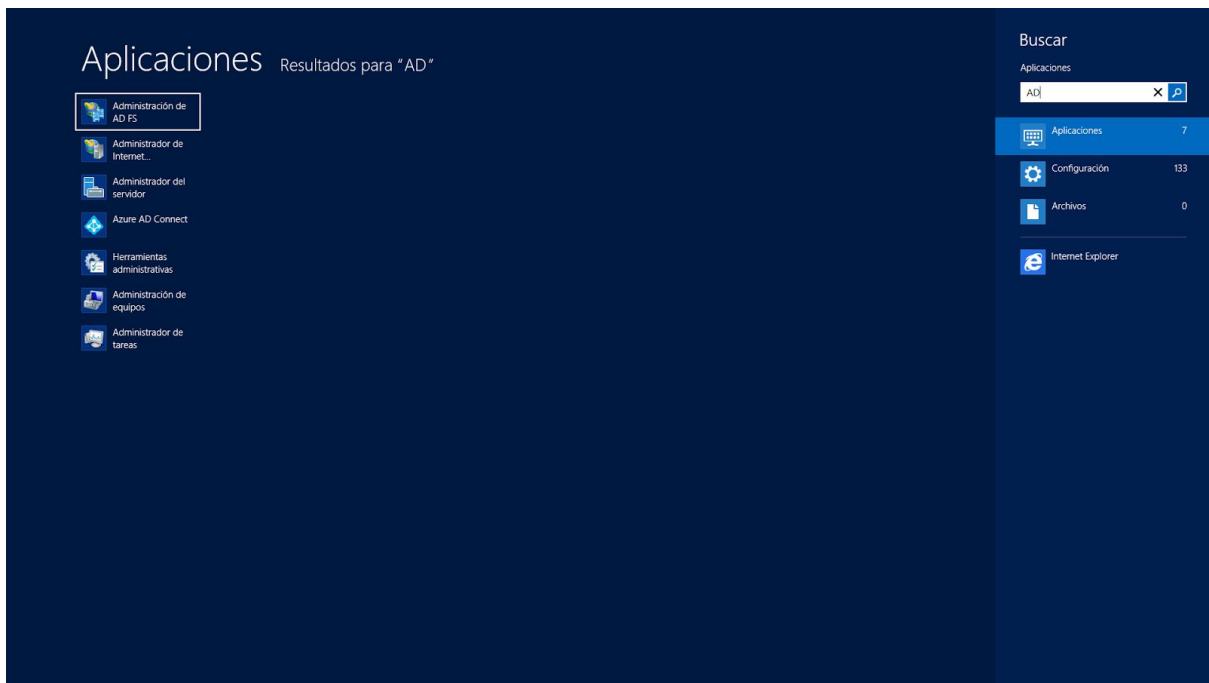 Aplicaciones Resultados para "AD"
Administración de
AD FS
Administrador de
Internet...
Administrador del
servidor
Azure AD Connect
Herramientas
administrativas
Administración de
equipos
Administrador de
tareas
Buscar
Aplicaciones
AD
Aplicaciones 7
Configuración 133
Archivos 0
Internet Explorer